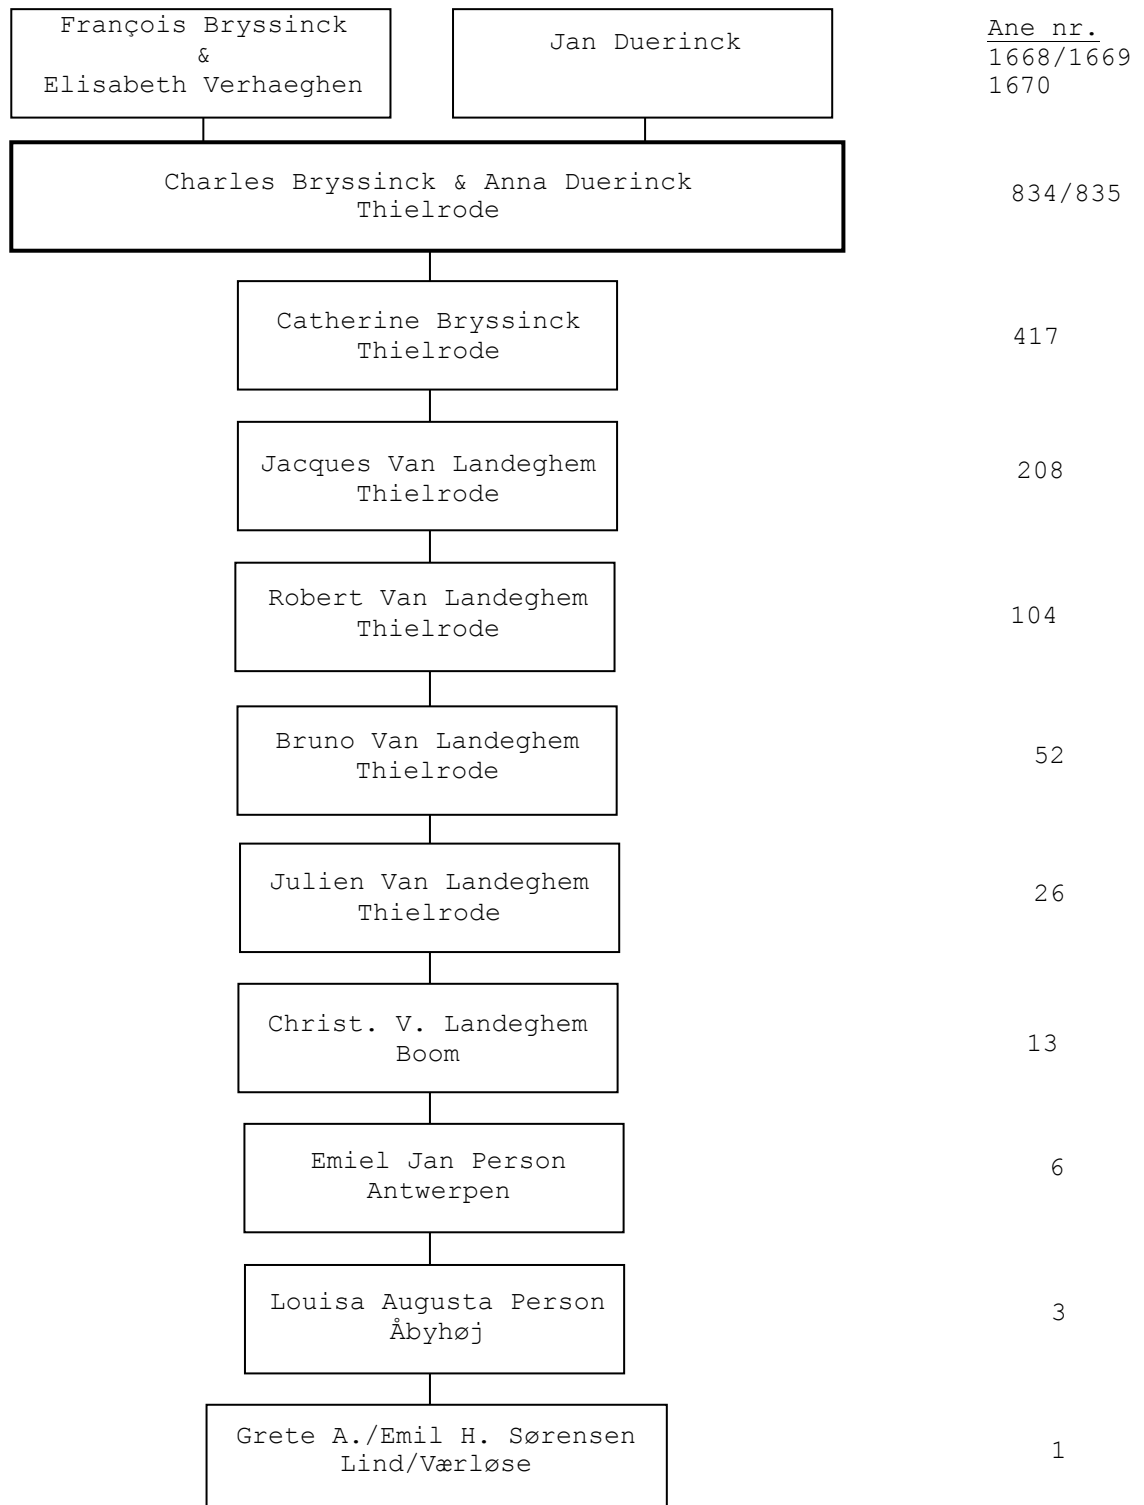 François Bryssinck
&
Elisabeth Verhaeghen
Jan Duerinck
Ane nr.
1668/1669
1670
Charles Bryssinck & Anna Duerinck
Thielrode
834/835
Catherine Bryssinck
Thielrode
417
Jacques Van Landeghem
Thielrode
208
Robert Van Landeghem
Thielrode
104
Bruno Van Landeghem
Thielrode
52
Julien Van Landeghem
Thielrode
26
Christ. V. Landeghem
Boom
13
Emiel Jan Person
Antwerpen
6
Louisa Augusta Person
Åbyhøj
3
Grete A./Emil H. Sørensen
Lind/Værløse
1